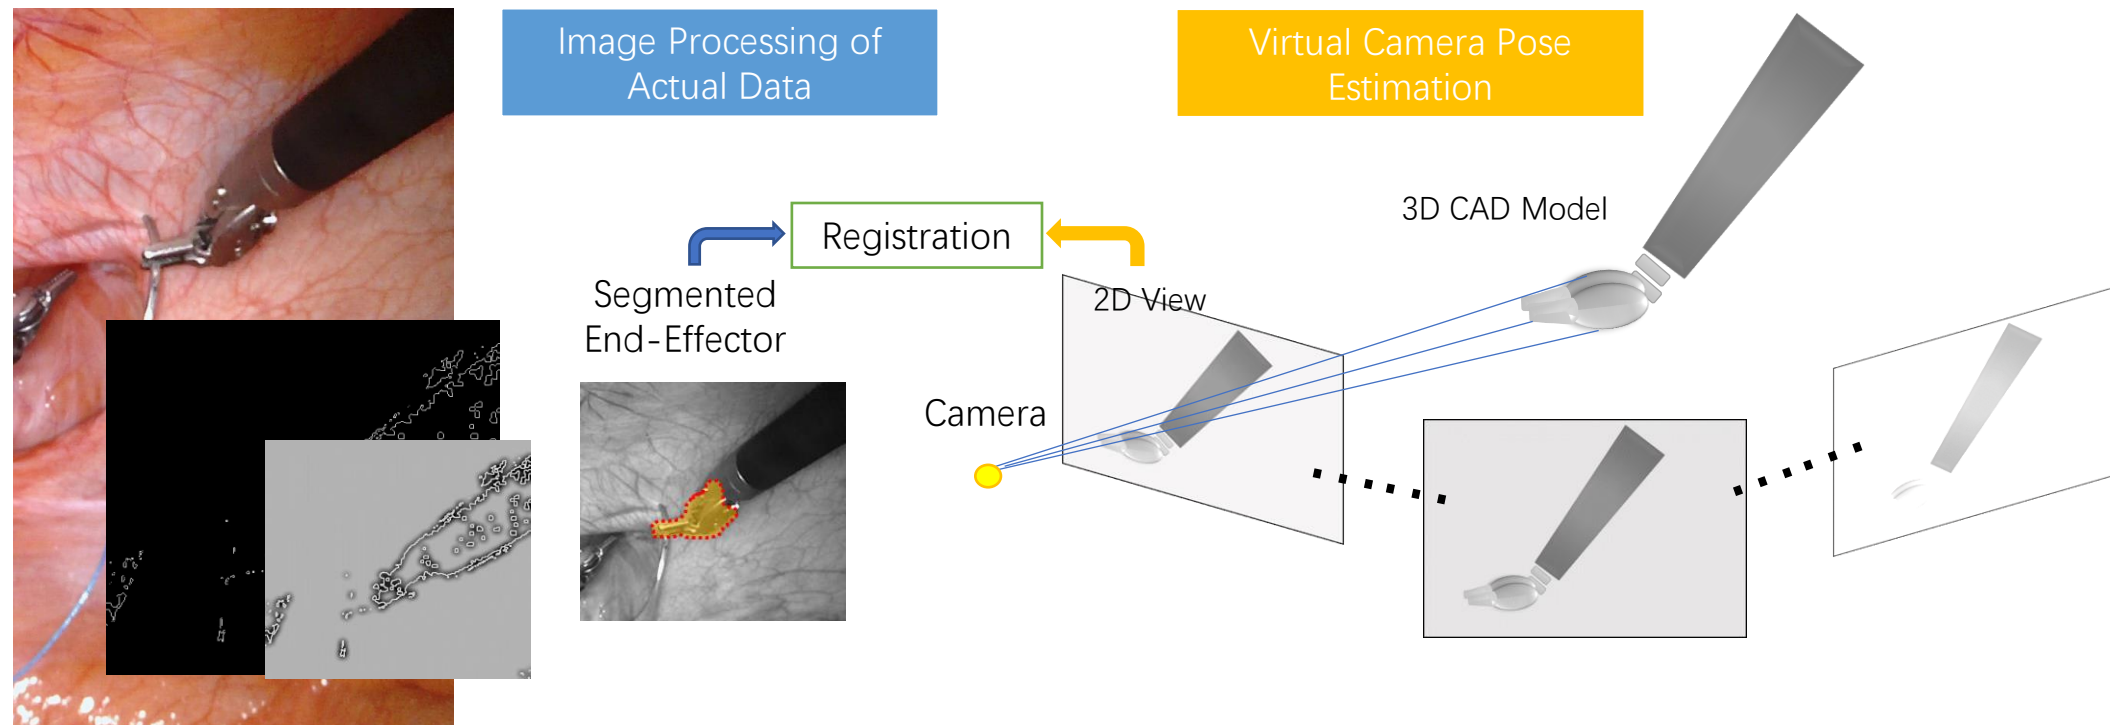 Image Processing of
Actual Data
Virtual Camera Pose
Estimation
3D CAD Model
Registration
Segmented
End-Effector
2D View
Camera